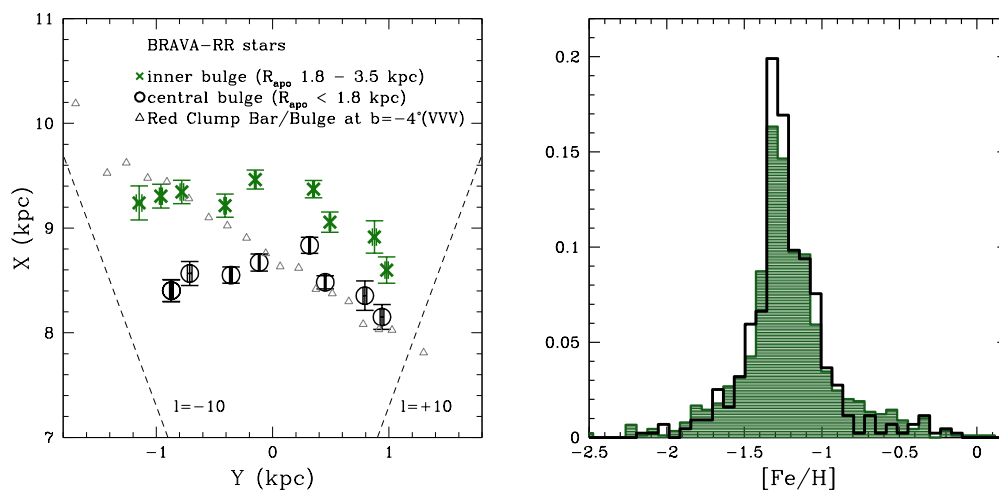 BRAVA-RR stars
inner bulge (Rapo 1.8 - 3.5 kpc)
central bulge (Rapo < 1.8 kpc)
Red Clump Bar/Bulge at b=-4°(VVV)
11
10
9
8
7
X (kpc)
l=-10
l=+10
-1
0
1
Y (kpc)
0.2
0.15
0.1
0.05
0
-2.5
-2
-1.5
-1
-0.5
0
[Fe/H]